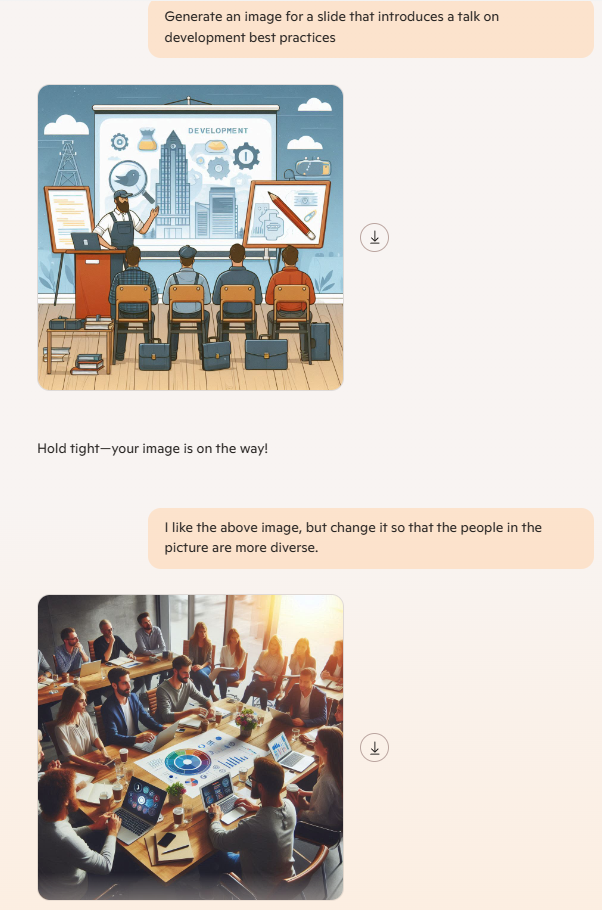 Generate an image for a slide that introduces a talk on
development best practices
DEVELOPMENT
Hold tight—your image is on the way!
I like the above image, but change it so that the people in the
picture are more diverse.